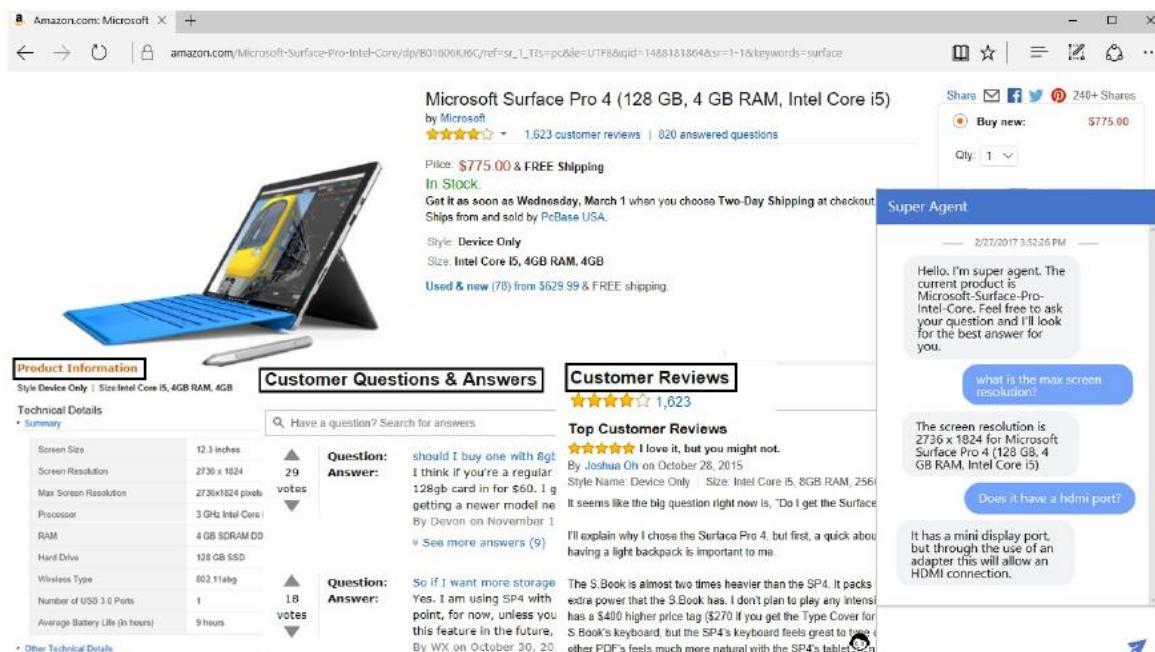 Amazon.com: Microsoft
amazon.com/Microsoft-Surface-Pro-Intel-Core/dp/B01606KJ6C/ref=sr_1_1?s=pc&ie=UTF8&qid=1488181864&sr=1-1&keywords=surface
Microsoft Surface Pro 4 (128 GB, 4 GB RAM, Intel Core i5)
by Microsoft
1,623 customer reviews | 820 answered questions
Price: $775.00 & FREE Shipping
In Stock.
Get it as soon as Wednesday, March 1 when you choose Two-Day Shipping at checkout.
Ships from and sold by PcBase USA.
Style: Device Only
Size: Intel Core i5, 4GB RAM, 4GB
Used & new (78) from $629.99 & FREE shipping.
Share 240+ Shares
Buy new: $775.00
Qty: 1
Product Information
Style:Device Only | Size:Intel Core i5, 4GB RAM, 4GB
Technical Details
Summary
Screen Size 12.3 inches
Screen Resolution 2736 x 1824
Max Screen Resolution 2736x1824 pixels
Processor 3 GHz Intel Core i
RAM 4 GB SDRAM DD
Hard Drive 128 GB SSD
Wireless Type 802.11abg
Number of USB 3.0 Ports 1
Average Battery Life (in hours) 9 hours
Other Technical Details
Customer Questions & Answers
Have a question? Search for answers
29
votes
Question: should I buy one with 8gb
Answer: I think if you're a regular
128gb card in for $60. I g
getting a newer model ne
By Devon on November 1
See more answers (9)
18
votes
Question: So if I want more storage
Answer: Yes. I am using SP4 with
point, for now, unless you
this feature in the future,
By WX on October 30, 20
Customer Reviews
1,623
Top Customer Reviews
I love it, but you might not.
By Joshua Oh on October 28, 2015
Style Name: Device Only Size: Intel Core i5, 8GB RAM, 256
It seems like the big question right now is, "Do I get the Surface
I'll explain why I chose the Surface Pro 4, but first, a quick abou
having a light backpack is important to me.
The S.Book is almost two times heavier than the SP4. It packs
extra power that the S.Book has. I don't plan to play any intensi
has a $400 higher price tag ($270 if you get the Type Cover for
S.Book's keyboard, but the SP4's keyboard feels great to type
other PDF's feels much more natural with the SP4's tablet
Super Agent
2/27/2017 3:52:26 PM
Hello. I'm super agent. The
current product is
Microsoft-Surface-Pro-
Intel-Core. Feel free to ask
your question and I'll look
for the best answer for
you.
what is the max screen
resolution?
The screen resolution is
2736 x 1824 for Microsoft
Surface Pro 4 (128 GB, 4
GB RAM, Intel Core i5)
Does it have a hdmi port?
It has a mini display port,
but through the use of an
adapter this will allow an
HDMI connection.